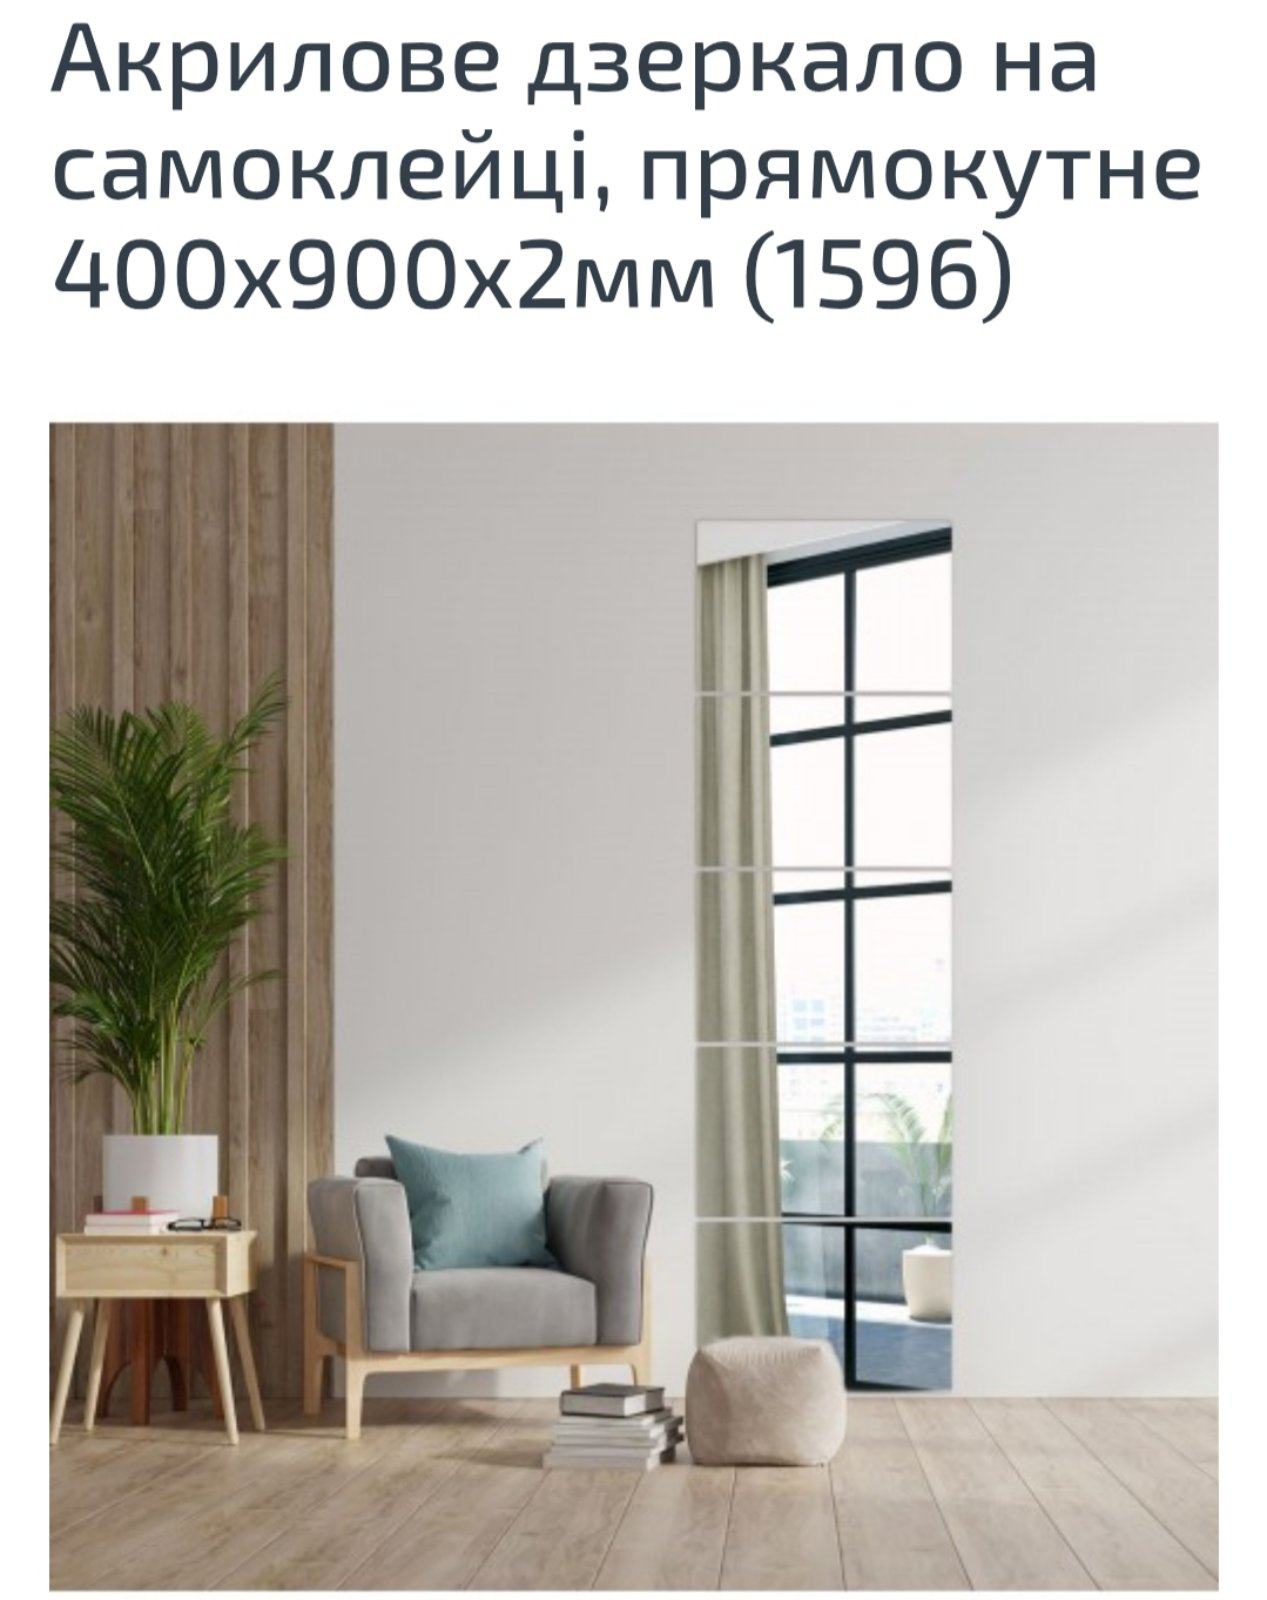 Акрилове дзеркало на
самоклейці, прямокутне
400х900х2мм (1596)